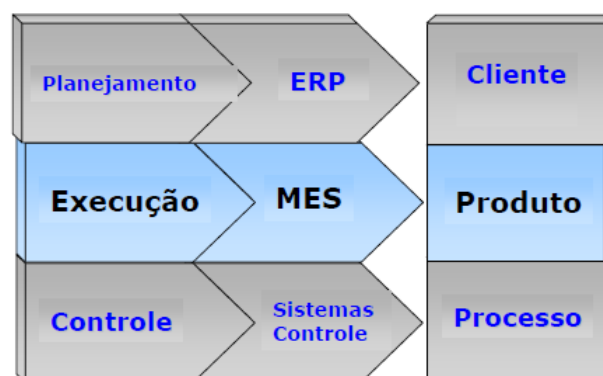 Planejamento
ERP
Cliente
Execução
MES
Produto
Controle
Sistemas
Controle
Processo